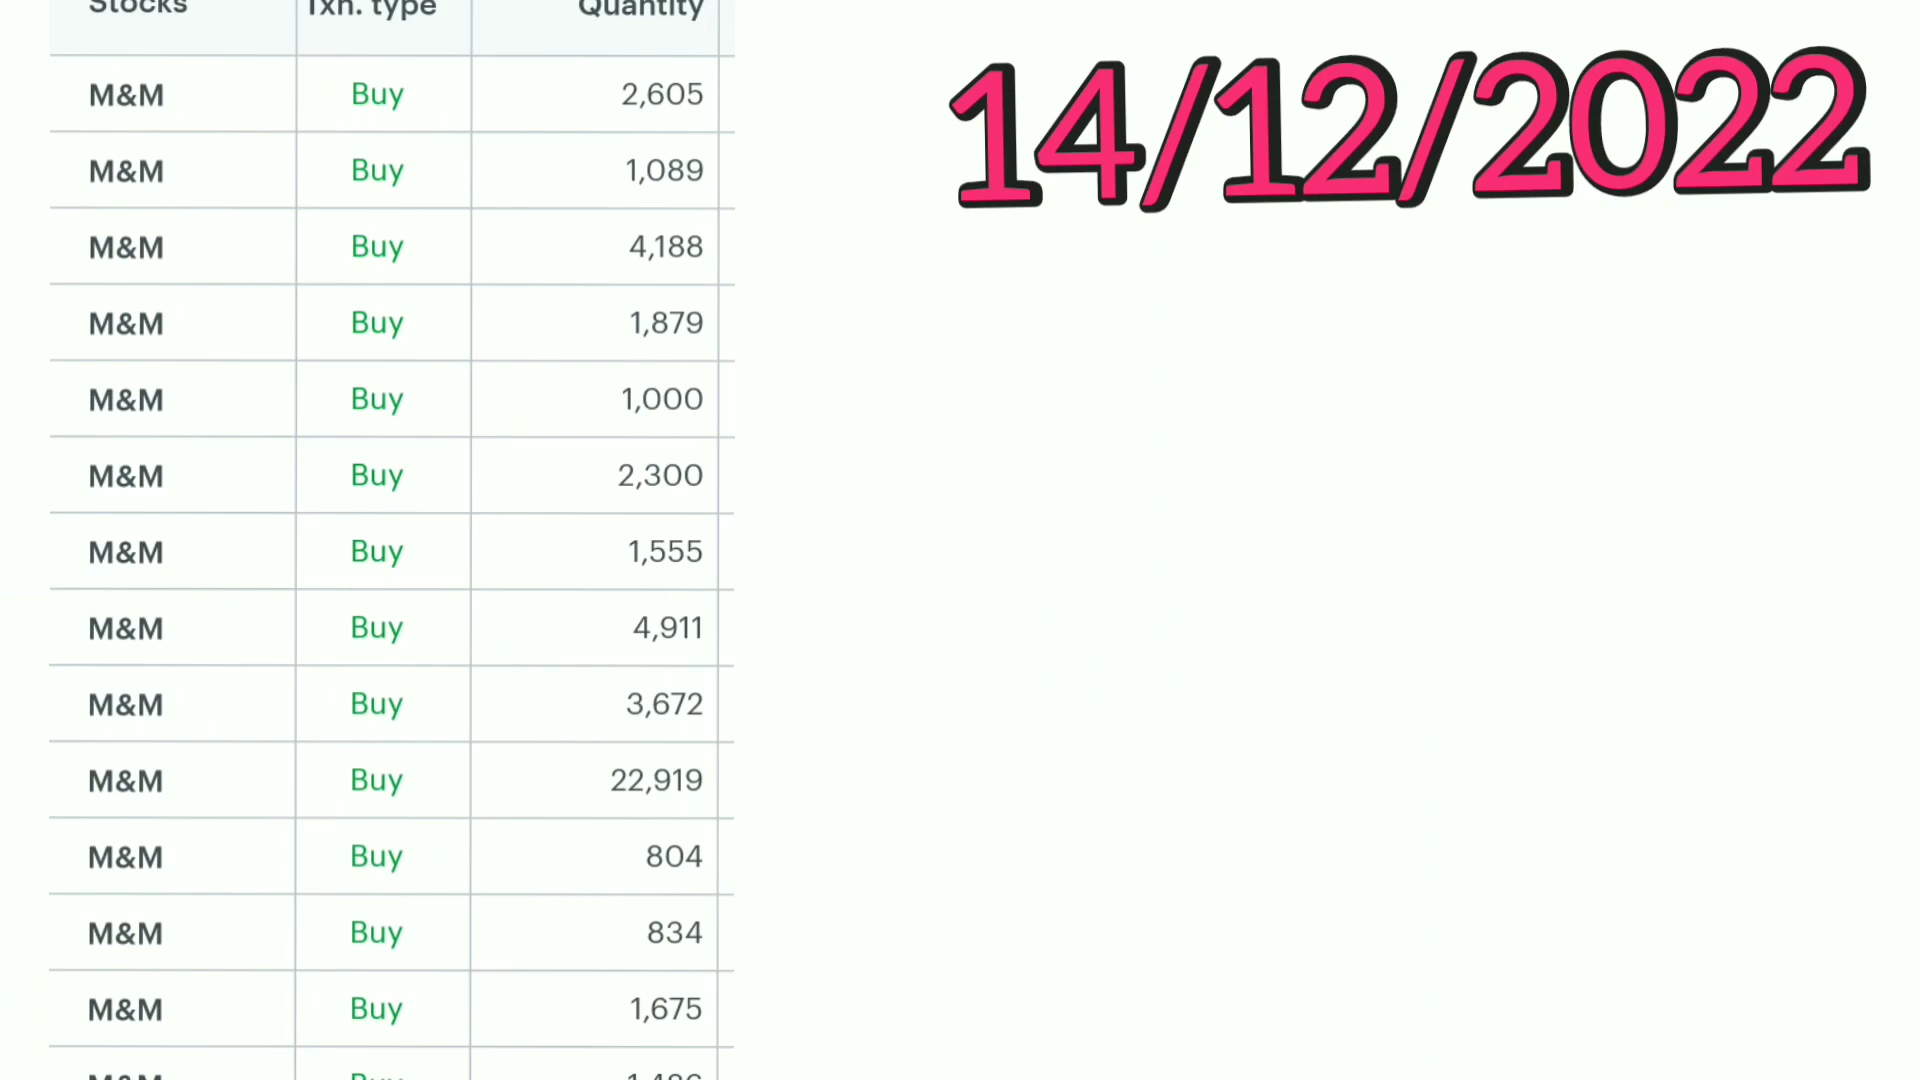 Stocks Txn. type Quantity
14/12/2022
M&M Buy 2,605
M&M Buy 1,089
M&M Buy 4,188
M&M Buy 1,879
M&M Buy 1,000
M&M Buy 2,300
M&M Buy 1,555
M&M Buy 4,911
M&M Buy 3,672
M&M Buy 22,919
M&M Buy 804
M&M Buy 834
M&M Buy 1,675
M&M Buy